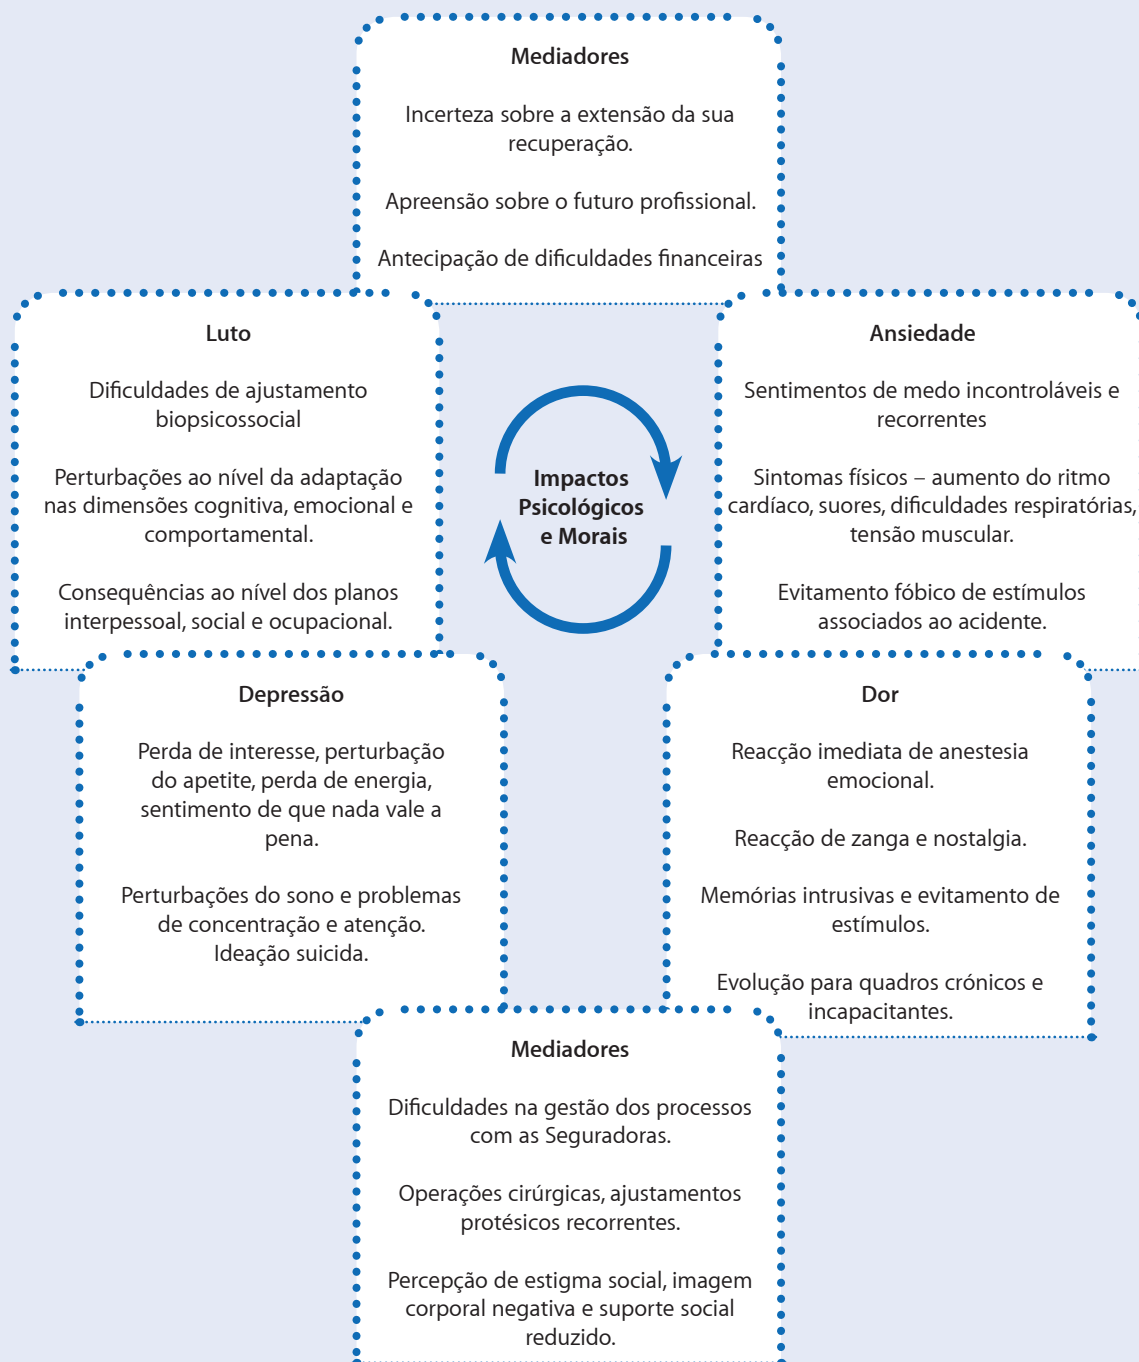 Mediadores
Incerteza sobre a extensão da sua
recuperação.
Apreensão sobre o futuro profissional.
Antecipação de dificuldades financeiras
Luto
Dificuldades de ajustamento
biopsicossocial
Perturbações ao nível da adaptação
nas dimensões cognitiva, emocional e
comportamental.
Consequências ao nível dos planos
interpessoal, social e ocupacional.
Impactos
Psicológicos
e Morais
Ansiedade
Sentimentos de medo incontroláveis e
recorrentes
Sintomas físicos – aumento do ritmo
cardíaco, suores, dificuldades respiratórias,
tensão muscular.
Evitamento fóbico de estímulos
associados ao acidente.
Depressão
Perda de interesse, perturbação
do apetite, perda de energia,
sentimento de que nada vale a
pena.
Perturbações do sono e problemas
de concentração e atenção.
Ideação suicida.
Dor
Reacção imediata de anestesia
emocional.
Reacção de zanga e nostalgia.
Memórias intrusivas e evitamento de
estímulos.
Evolução para quadros crónicos e
incapacitantes.
Mediadores
Dificuldades na gestão dos processos
com as Seguradoras.
Operações cirúrgicas, ajustamentos
protésicos recorrentes.
Percepção de estigma social, imagem
corporal negativa e suporte social
reduzido.